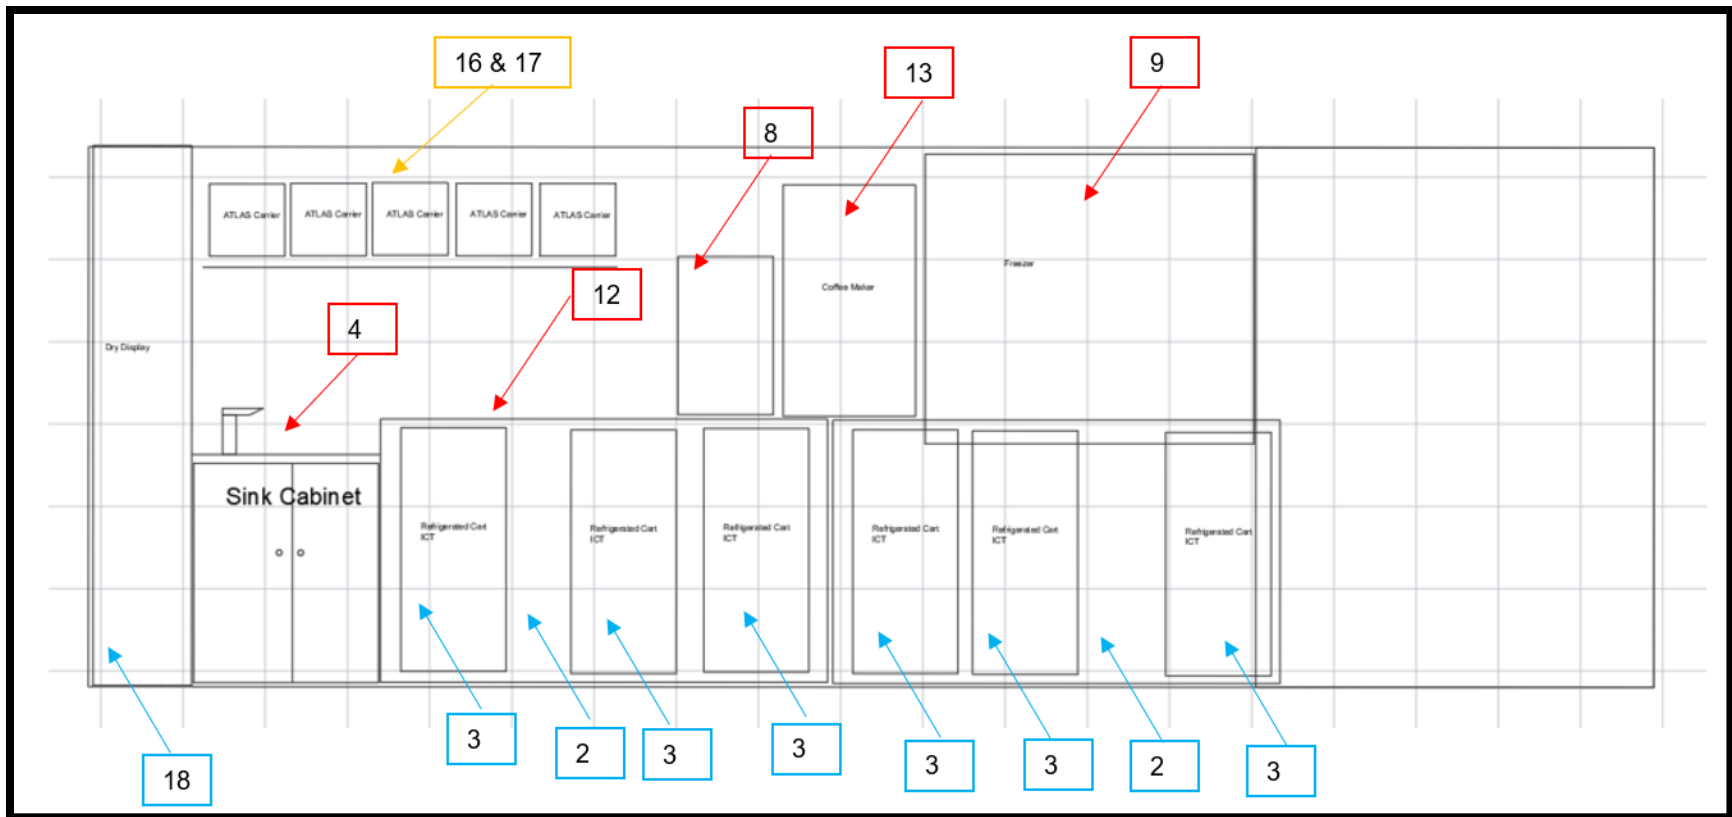 16 & 17
13
9
8
ATLAS Carrier
ATLAS Carrier
ATLAS Carrier
ATLAS Carrier
ATLAS Carrier
Freezer
Coffee Maker
12
4
Dry Display
Sink Cabinet
Refrigerated Cart
ICT
Refrigerated Cart
ICT
Refrigerated Cart
ICT
Refrigerated Cart
ICT
Refrigerated Cart
ICT
Refrigerated Cart
ICT
3
2
3
3
3
3
2
3
18